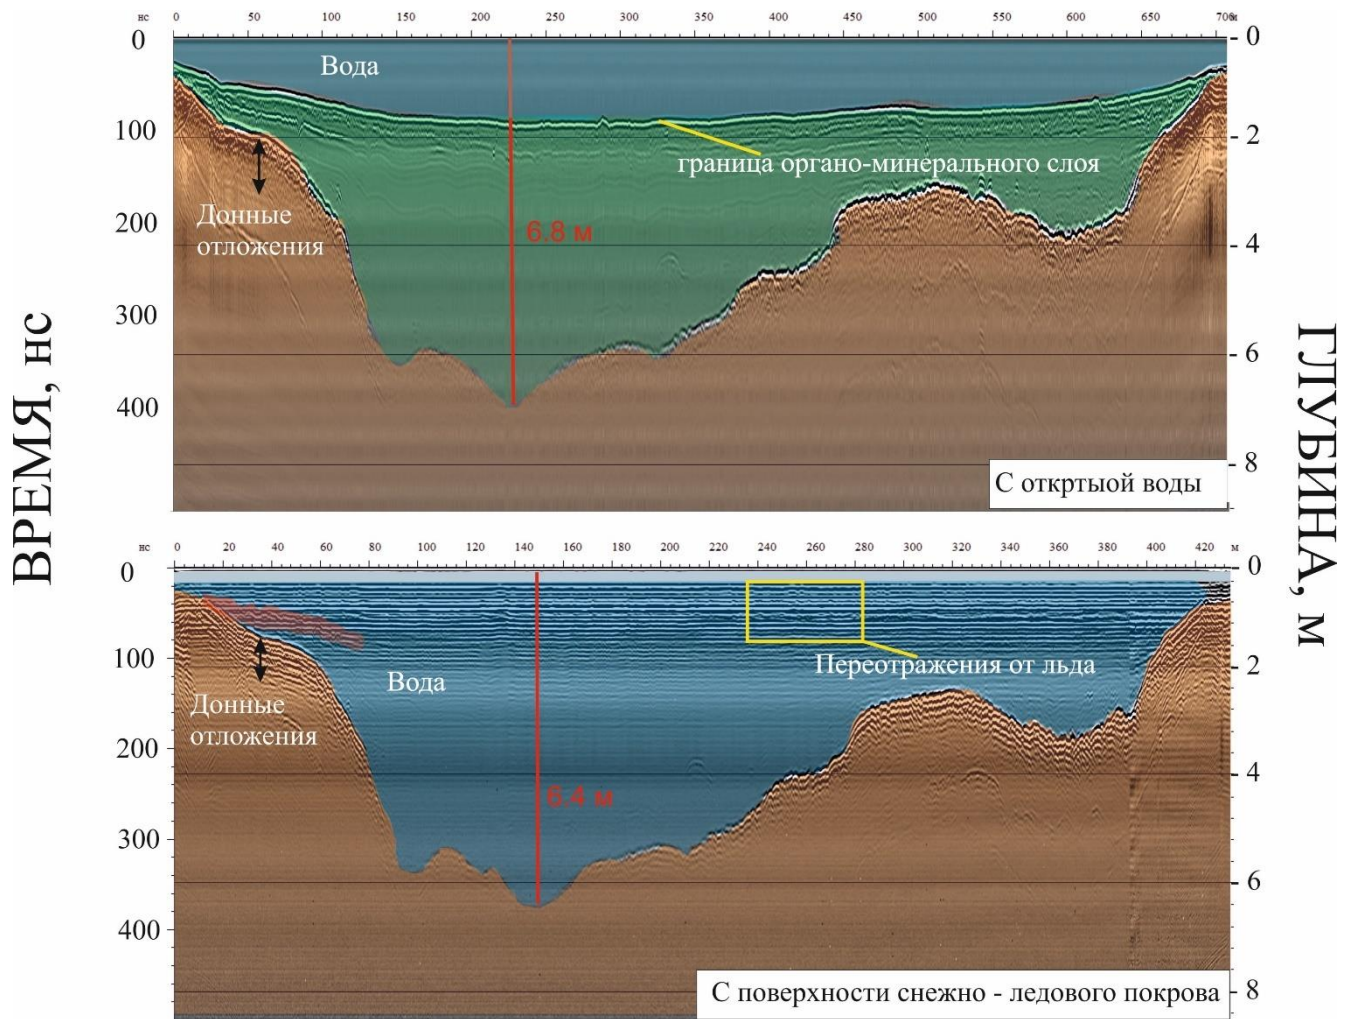 нс 0 50 100 150 200 250 300 350 400 450 500 550 600 650 700 м
0
100
200
300
400
0
2
4
6
8
Вода
граница органо-минерального слоя
Донные
отложения
6.8 м
С откртыой воды
ВРЕМЯ, нс
ГЛУБИНА, м
нс 0 20 40 60 80 100 120 140 160 180 200 220 240 260 280 300 320 340 360 380 400 420 м
0
100
200
300
400
0
2
4
6
8
Переотражения от льда
Вода
Донные
отложения
6.4 м
С поверхности снежно - ледового покрова